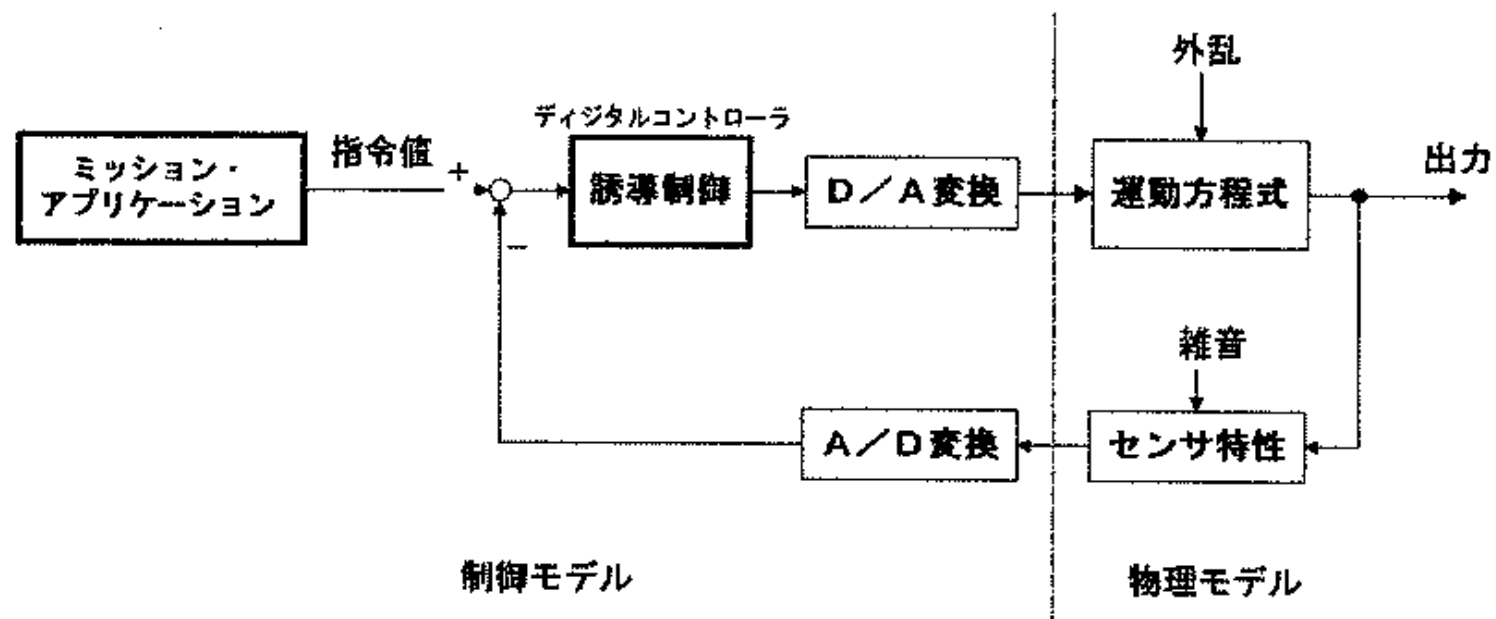 外乱
ディジタルコントローラ
ミッション・
アプリケーション
指令値
+
誘導制御
D/A変換
運動方程式
出力
−
雑音
A/D変換
センサ特性
制御モデル
物理モデル